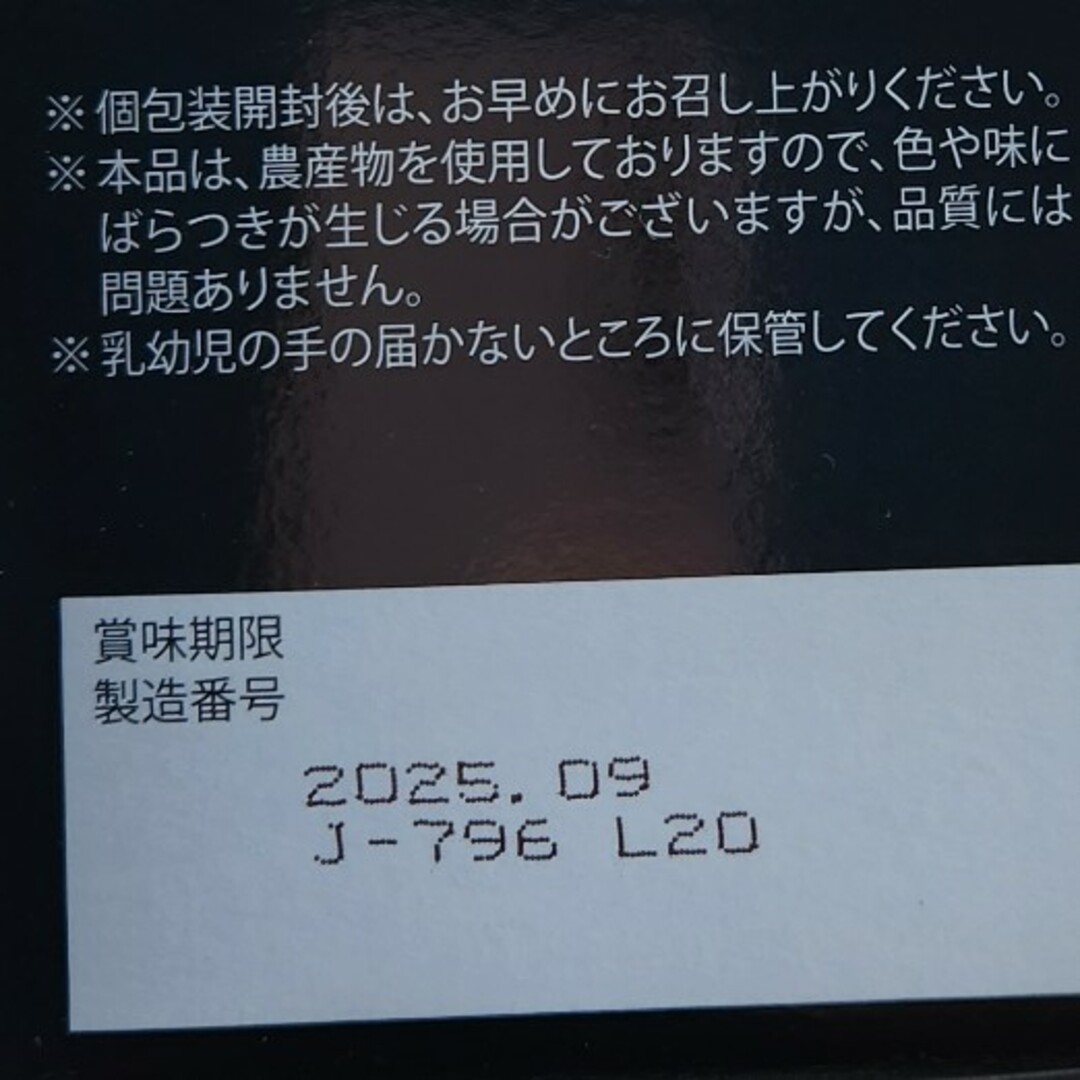 ※個包装開封後は、お早めにお召し上がりください。
※本品は、農産物を使用しておりますので、色や味に
ばらつきが生じる場合がございますが、品質には
問題ありません。
※乳幼児の手の届かないところに保管してください。
賞味期限
製造番号
2025.09
J-796 L20